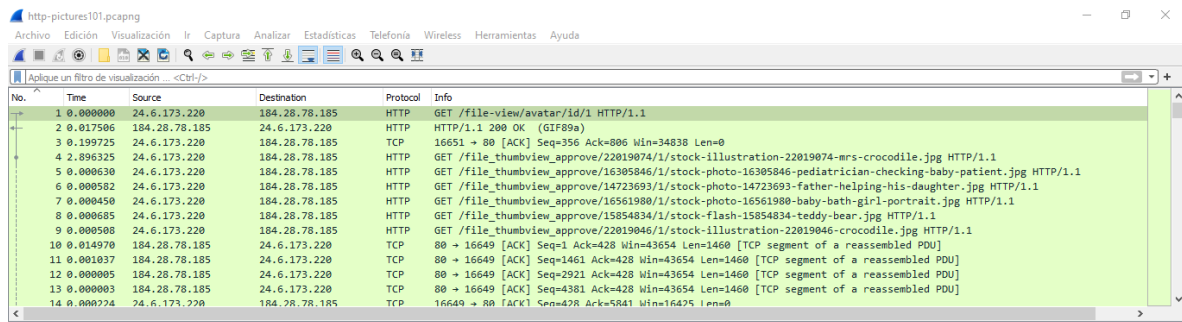 http-pictures101.pcapng
Archivo Edición Visualización Ir Captura Analizar Estadísticas Telefonía Wireless Herramientas Ayuda
Aplique un filtro de visualización ... <Ctrl-/>
No. Time Source Destination Protocol Info
1 0.000000 24.6.173.220 184.28.78.185 HTTP GET /file-view/avatar/id/1 HTTP/1.1
2 0.017506 184.28.78.185 24.6.173.220 HTTP HTTP/1.1 200 OK (GIF89a)
3 0.199725 24.6.173.220 184.28.78.185 TCP 16651 → 80 [ACK] Seq=356 Ack=806 Win=34838 Len=0
4 2.896325 24.6.173.220 184.28.78.185 HTTP GET /file_thumbview_approve/22019074/1/stock-illustration-22019074-mrs-crocodile.jpg HTTP/1.1
5 0.000630 24.6.173.220 184.28.78.185 HTTP GET /file_thumbview_approve/16305846/1/stock-photo-16305846-pediatrician-checking-baby-patient.jpg HTTP/1.1
6 0.000582 24.6.173.220 184.28.78.185 HTTP GET /file_thumbview_approve/14723693/1/stock-photo-14723693-father-helping-his-daughter.jpg HTTP/1.1
7 0.000450 24.6.173.220 184.28.78.185 HTTP GET /file_thumbview_approve/16561980/1/stock-photo-16561980-baby-bath-girl-portrait.jpg HTTP/1.1
8 0.000685 24.6.173.220 184.28.78.185 HTTP GET /file_thumbview_approve/15854834/1/stock-flash-15854834-teddy-bear.jpg HTTP/1.1
9 0.000508 24.6.173.220 184.28.78.185 HTTP GET /file_thumbview_approve/22019046/1/stock-illustration-22019046-crocodile.jpg HTTP/1.1
10 0.014970 184.28.78.185 24.6.173.220 TCP 80 → 16649 [ACK] Seq=1 Ack=428 Win=43654 Len=1460 [TCP segment of a reassembled PDU]
11 0.001037 184.28.78.185 24.6.173.220 TCP 80 → 16649 [ACK] Seq=1461 Ack=428 Win=43654 Len=1460 [TCP segment of a reassembled PDU]
12 0.000005 184.28.78.185 24.6.173.220 TCP 80 → 16649 [ACK] Seq=2921 Ack=428 Win=43654 Len=1460 [TCP segment of a reassembled PDU]
13 0.000003 184.28.78.185 24.6.173.220 TCP 80 → 16649 [ACK] Seq=4381 Ack=428 Win=43654 Len=1460 [TCP segment of a reassembled PDU]
14 0.000224 24.6.173.220 184.28.78.185 TCP 16649 → 80 [ACK] Seq=428 Ack=5841 Win=16425 Len=0